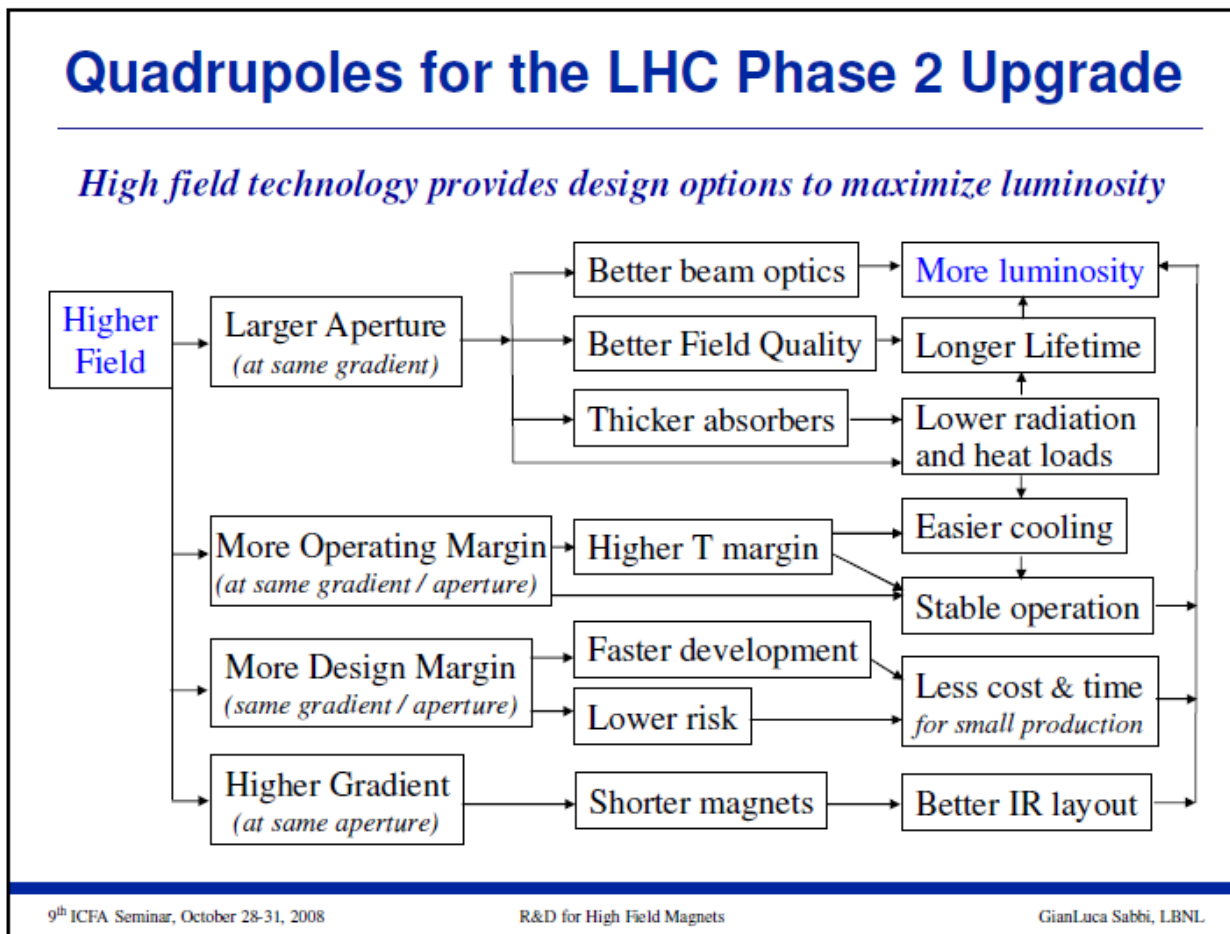 Quadrupoles for the LHC Phase 2 Upgrade
High field technology provides design options to maximize luminosity
Higher
Field
Larger Aperture
(at same gradient)
Better beam optics
More luminosity
Better Field Quality
Longer Lifetime
Thicker absorbers
Lower radiation
and heat loads
More Operating Margin
(at same gradient / aperture)
Higher T margin
Easier cooling
Stable operation
More Design Margin
(same gradient / aperture)
Faster development
Lower risk
Less cost & time
for small production
Higher Gradient
(at same aperture)
Shorter magnets
Better IR layout
9th ICFA Seminar, October 28-31, 2008
R&D for High Field Magnets
GianLuca Sabbi, LBNL